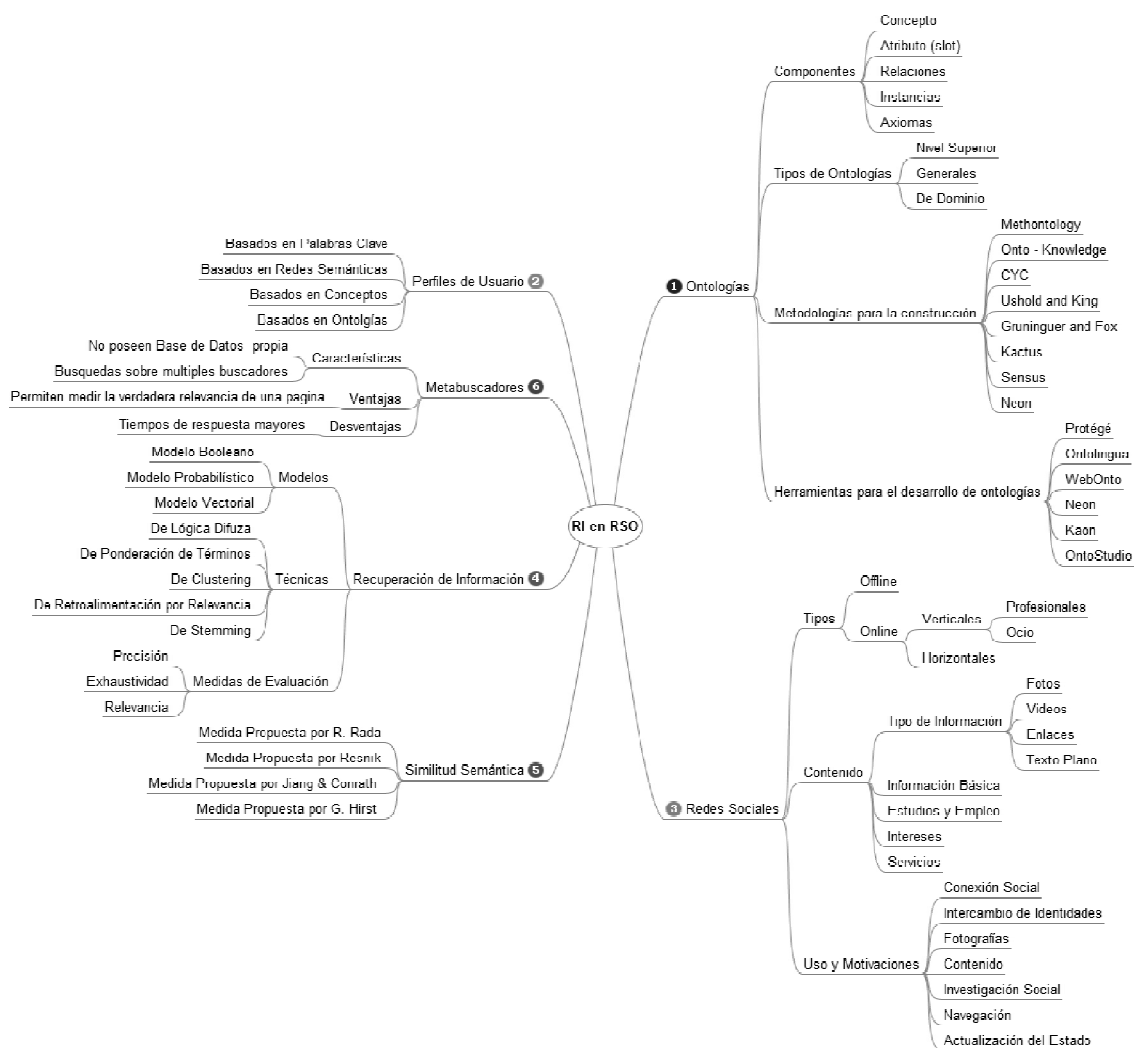 RI en RSO
1 Ontologías
Componentes
Concepto
Atributo (slot)
Relaciones
Instancias
Axiomas
Tipos de Ontologías
Nivel Superior
Generales
De Dominio
Metodologías para la construcción
Methontology
Onto - Knowledge
CYC
Ushold and King
Gruninguer and Fox
Kactus
Sensus
Neon
Herramientas para el desarrollo de ontologías
Protégé
Ontolingua
WebOnto
Neon
Kaon
OntoStudio
Perfiles de Usuario 2
Basados en Palabras Clave
Basados en Redes Semánticas
Basados en Conceptos
Basados en Ontolgías
3 Redes Sociales
Tipos
Offline
Online
Verticales
Profesionales
Ocio
Horizontales
Contenido
Tipo de Información
Fotos
Videos
Enlaces
Texto Plano
Información Básica
Estudios y Empleo
Intereses
Servicios
Uso y Motivaciones
Conexión Social
Intercambio de Identidades
Fotografías
Contenido
Investigación Social
Navegación
Actualización del Estado
Recuperación de Información 4
Modelos
Modelo Booleano
Modelo Probabilístico
Modelo Vectorial
Técnicas
De Lógica Difuza
De Ponderación de Términos
De Clustering
De Retroalimentación por Relevancia
De Stemming
Medidas de Evaluación
Precisión
Exhaustividad
Relevancia
Similitud Semántica 5
Medida Propuesta por R. Rada
Medida Propuesta por Resnik
Medida Propuesta por Jiang & Conrath
Medida Propuesta por G. Hirst
Metabuscadores 6
Características
No poseen Base de Datos propia
Busquedas sobre multiples buscadores
Ventajas
Permiten medir la verdadera relevancia de una pagina
Desventajas
Tiempos de respuesta mayores